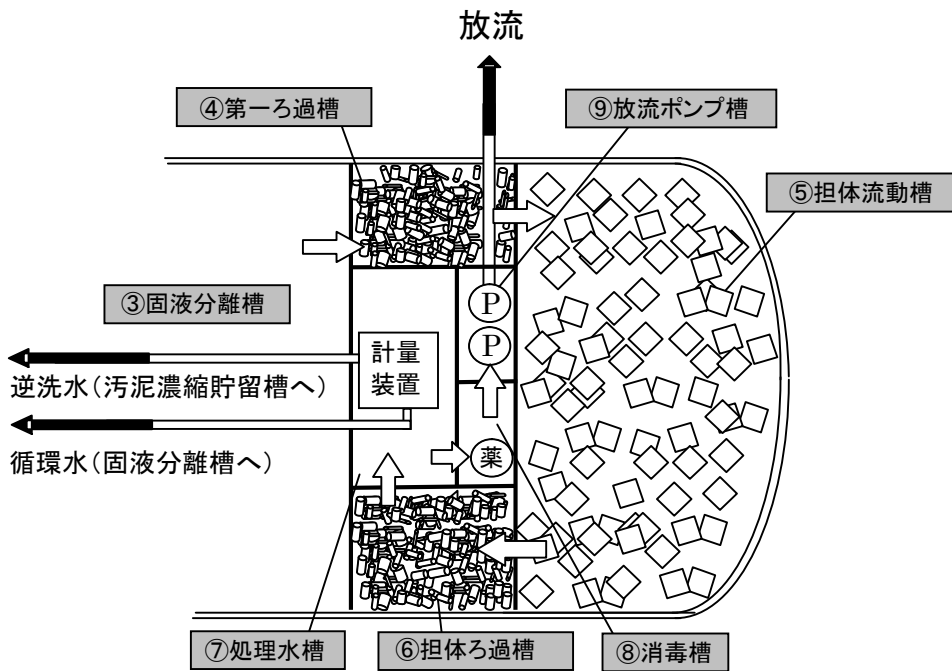 放流
④第一ろ過槽
⑨放流ポンプ槽
⑤担体流動槽
③固液分離槽
P
P
計量
装置
逆洗水（汚泥濃縮貯留槽へ）
循環水（固液分離槽へ）
薬
⑦処理水槽
⑥担体ろ過槽
⑧消毒槽